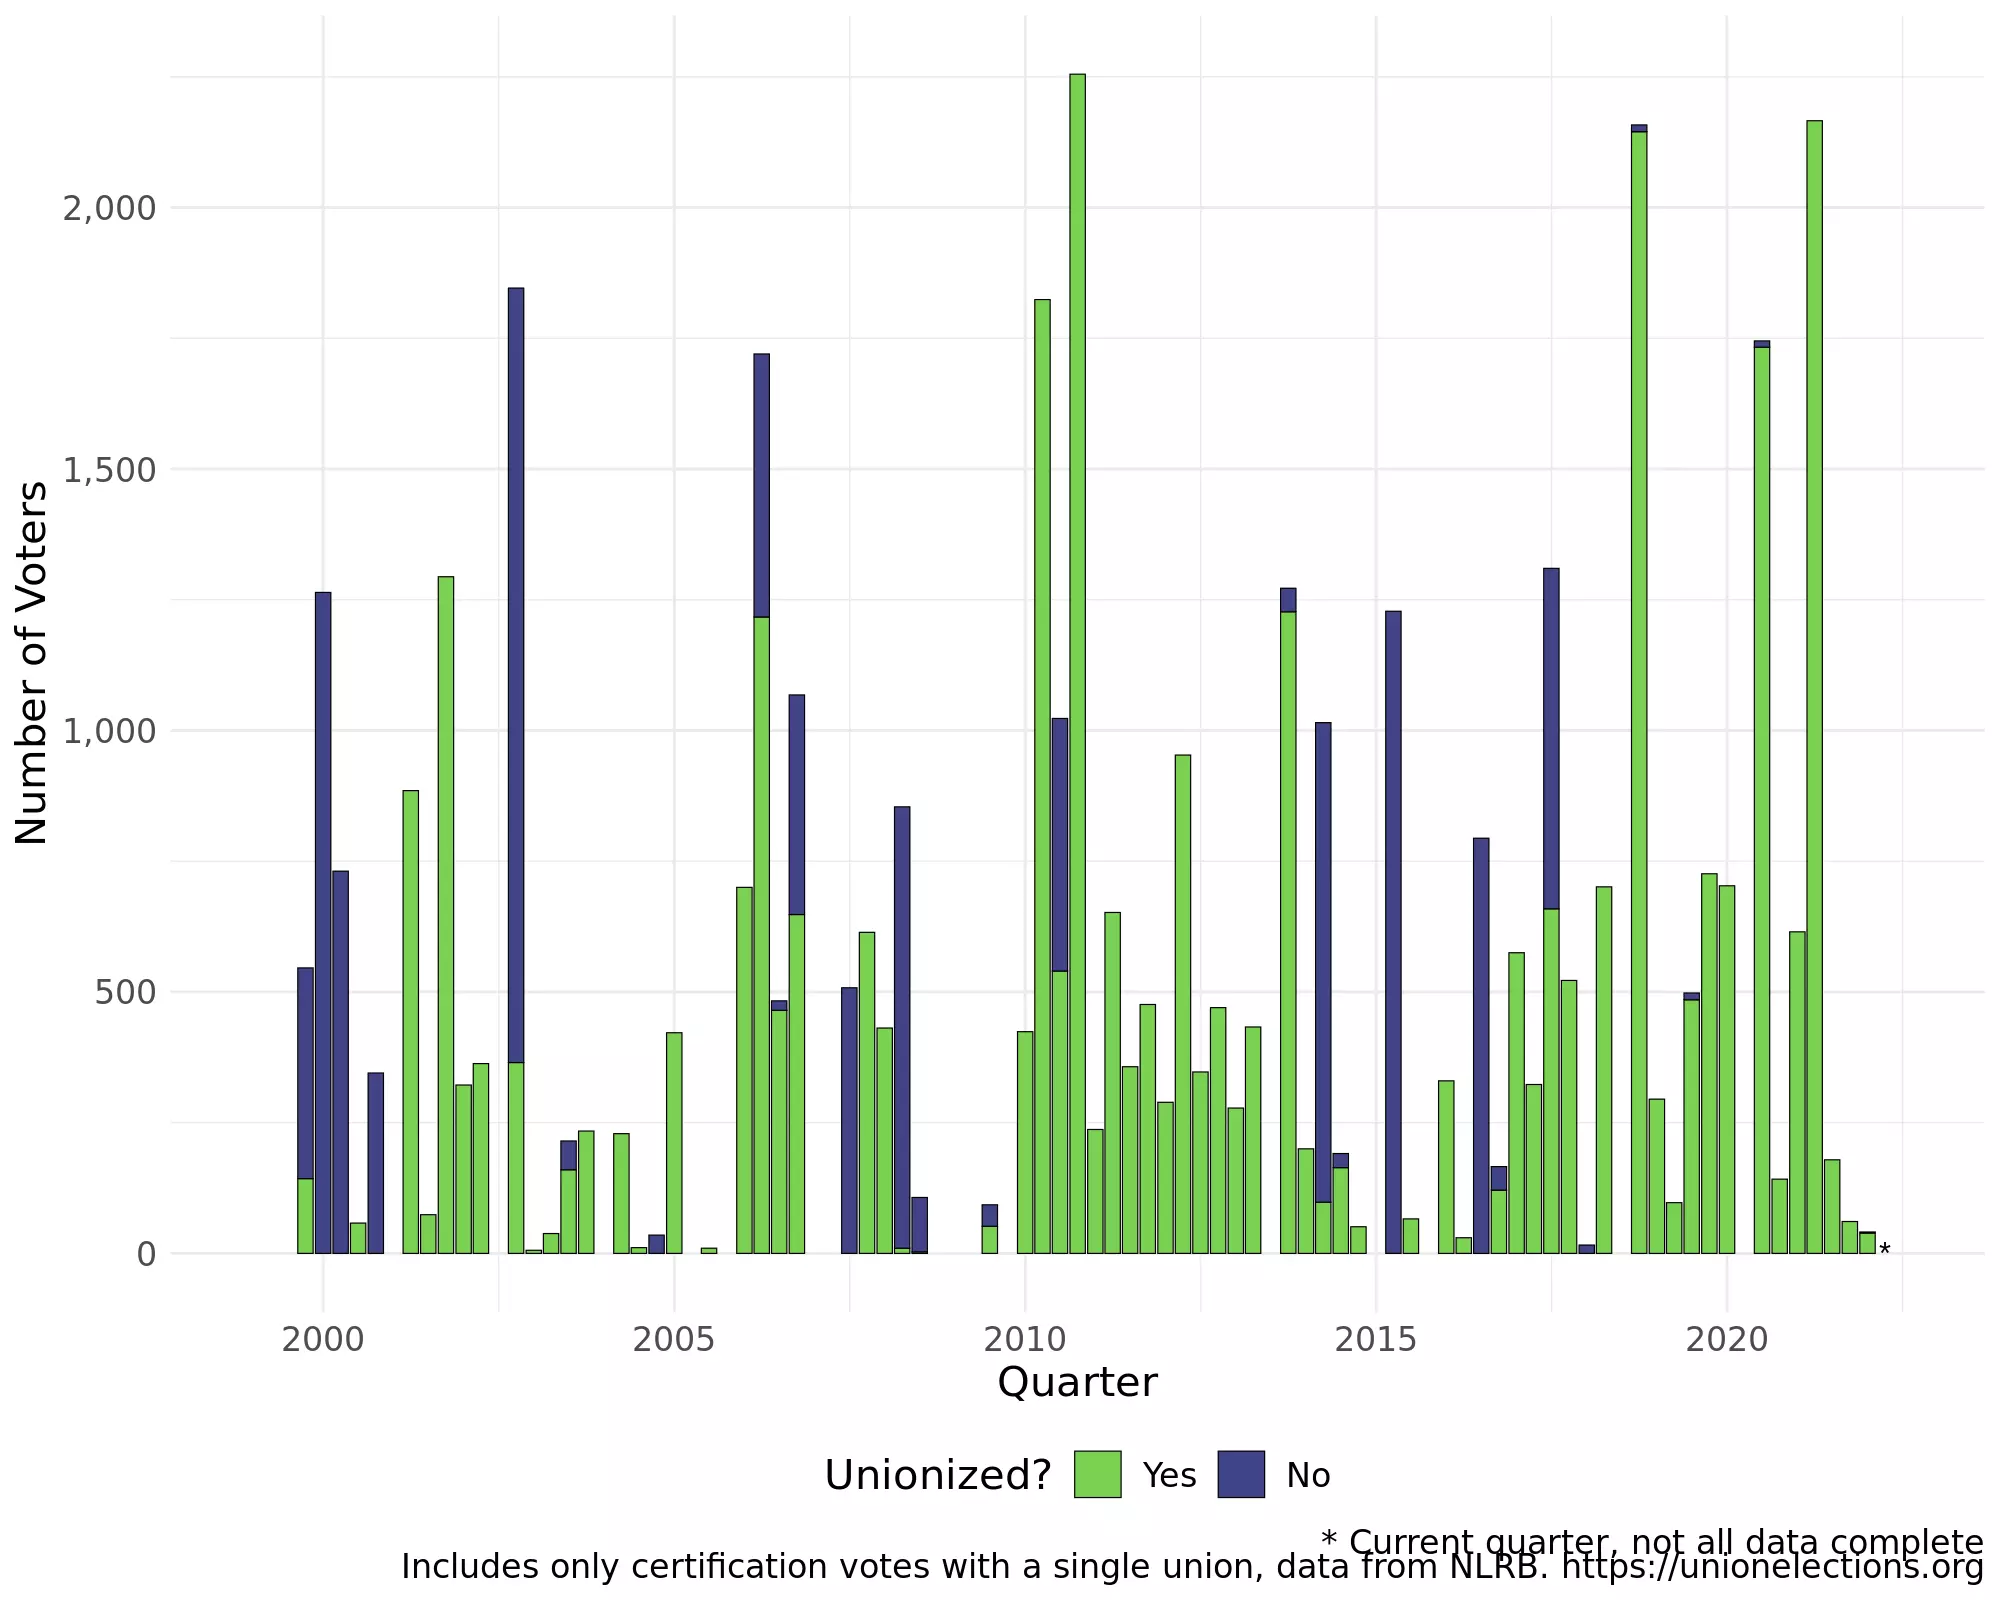 Number of Voters
2,000
1,500
1,000
500
0
*
2000 2005 2010 2015 2020
Quarter
Unionized? Yes No
* Current quarter, not all data complete
Includes only certification votes with a single union, data from NLRB. https://unionelections.org